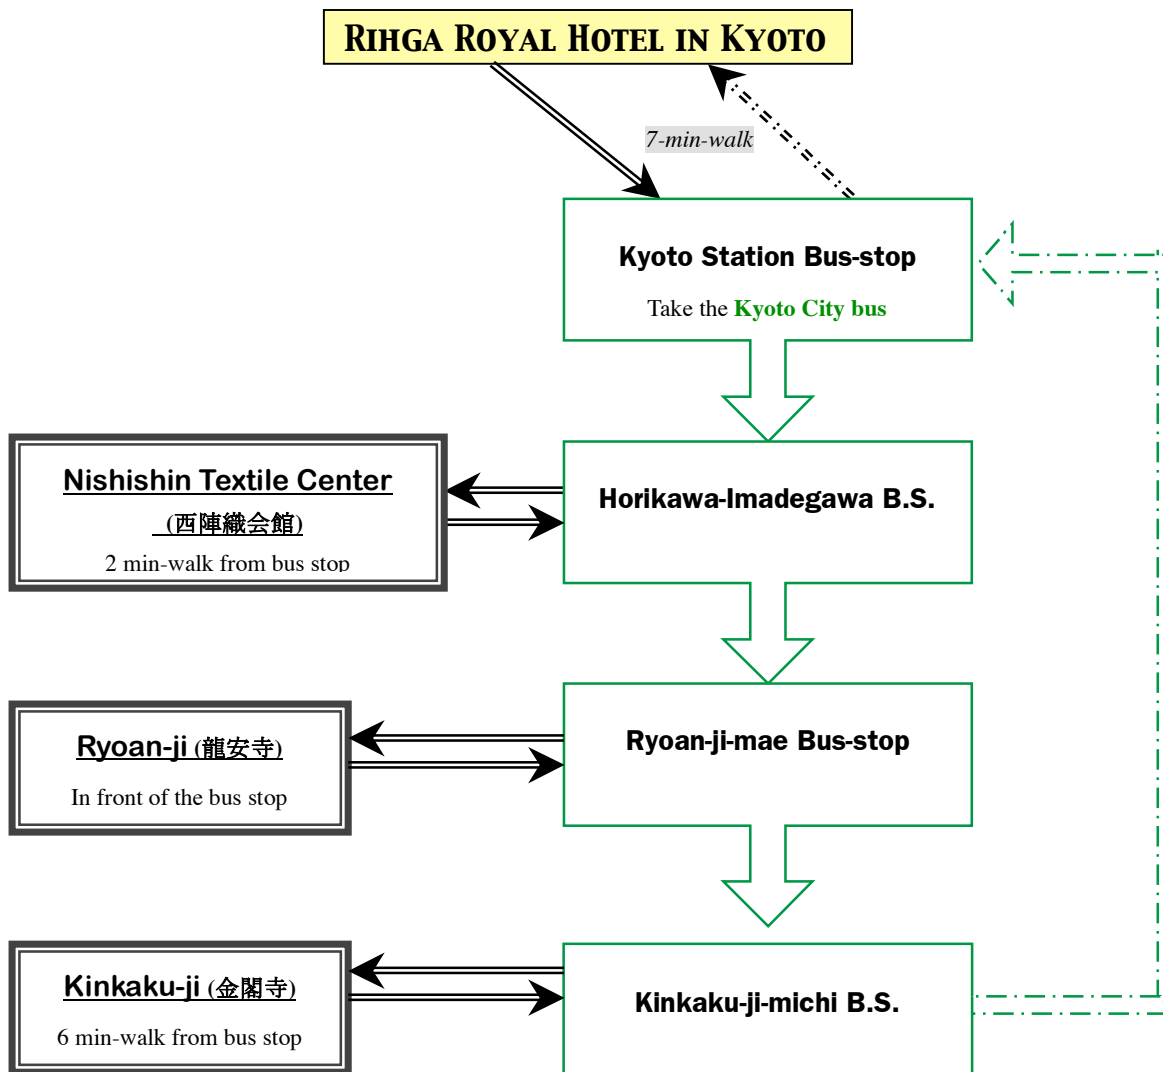 RIHGA ROYAL HOTEL IN KYOTO
7-min-walk
Kyoto Station Bus-stop
Take the Kyoto City bus
Nishishin Textile Center
(西陣織会館)
2 min-walk from bus stop
Horikawa-Imadegawa B.S.
Ryoan-ji (龍安寺)
In front of the bus stop
Ryoan-ji-mae Bus-stop
Kinkaku-ji (金閣寺)
6 min-walk from bus stop
Kinkaku-ji-michi B.S.